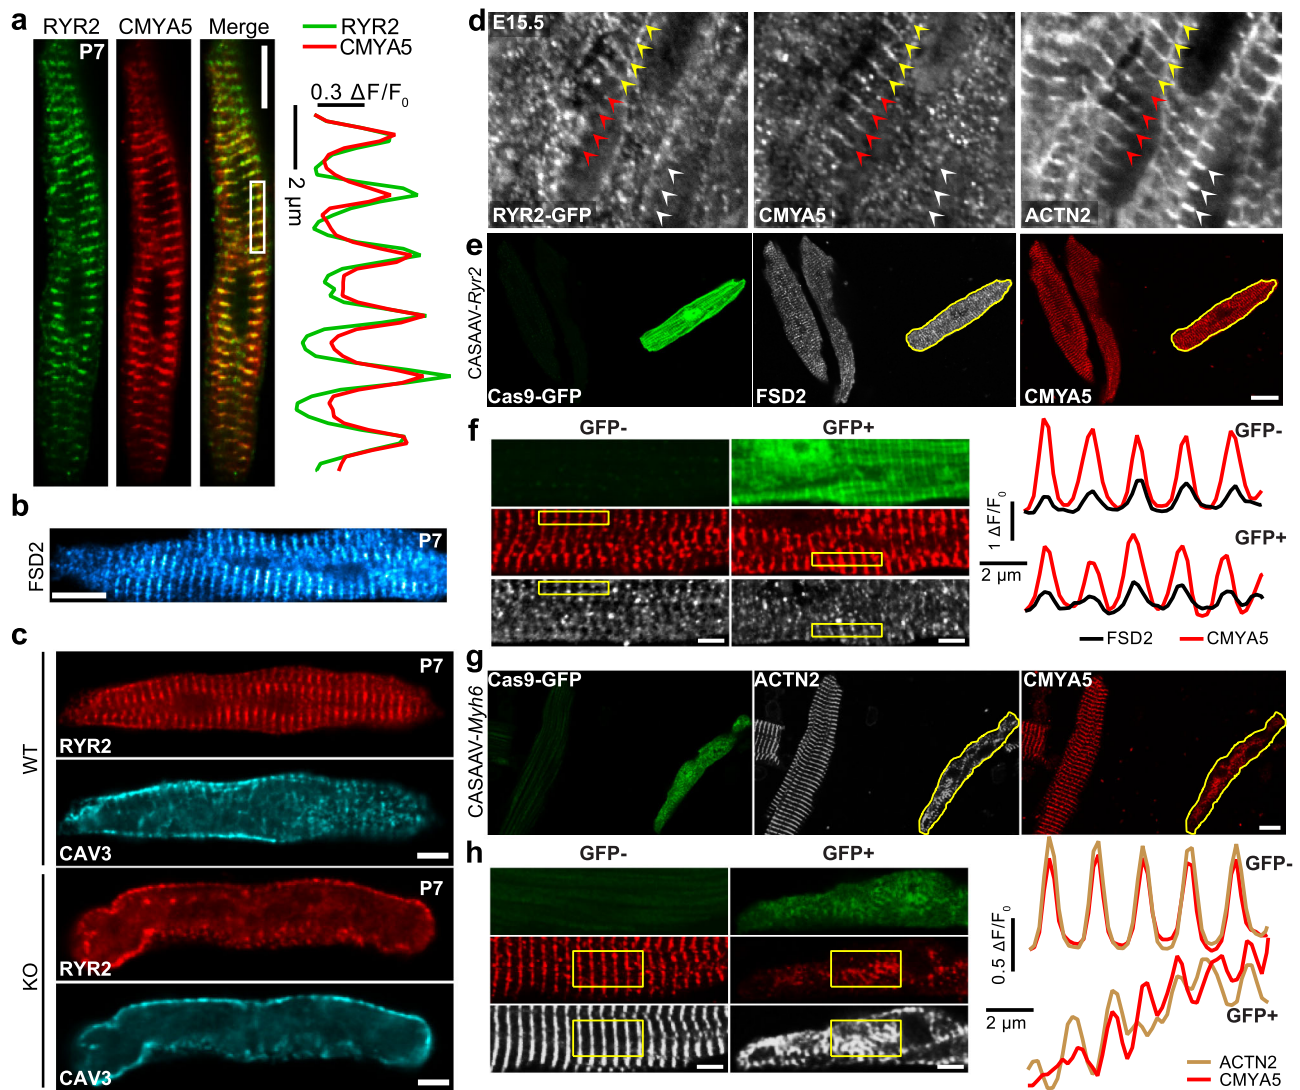 a
RYR2 CMYA5 Merge
P7
RYR2
CMYA5
0.3 ΔF/F0
2 µm
b
FSD2
P7
c
WT
P7
RYR2
CAV3
KO
P7
RYR2
CAV3
d
E15.5
RYR2-GFP
CMYA5
ACTN2
e
CASAAV-Ryr2
Cas9-GFP
FSD2
CMYA5
f
GFP- GFP+
GFP-
1 ΔF/F0
GFP+
2 µm
FSD2 CMYA5
g
CASAAV-Myh6
Cas9-GFP
ACTN2
CMYA5
h
GFP- GFP+
GFP-
0.5 ΔF/F0
2 µm
GFP+
ACTN2
CMYA5